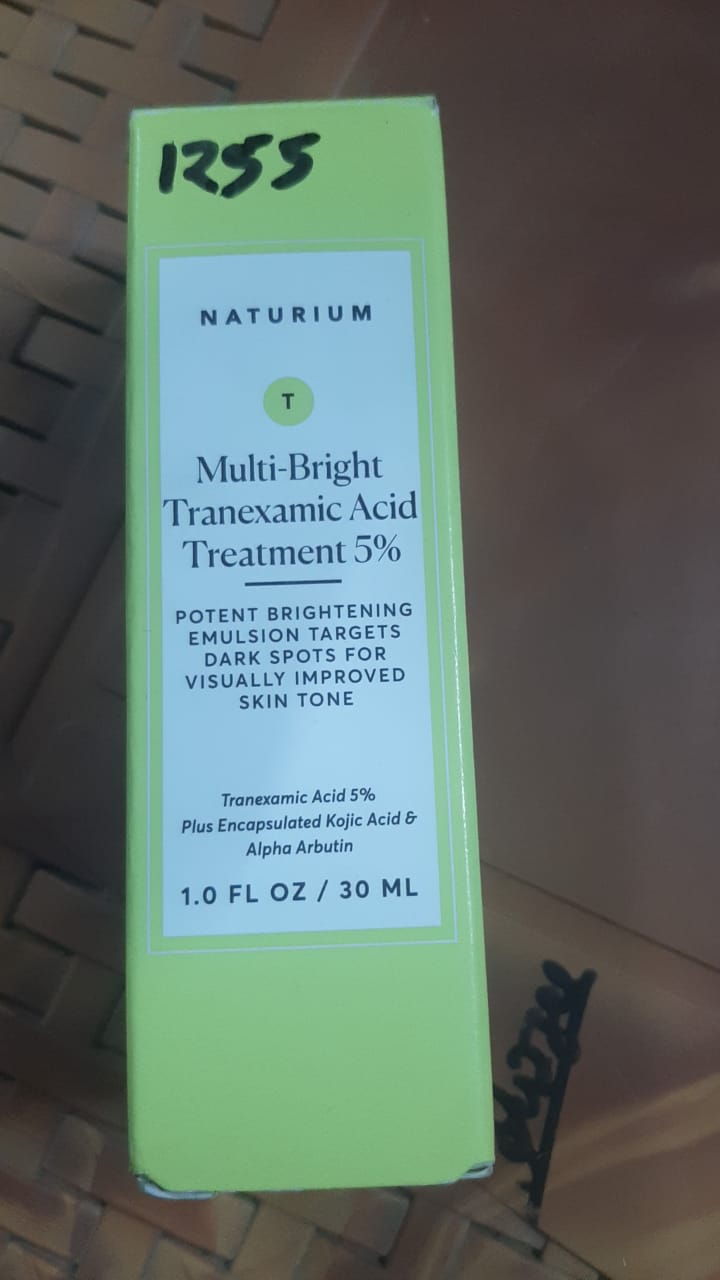 1255
NATURIUM
T
Multi-Bright
Tranexamic Acid
Treatment 5%
POTENT BRIGHTENING
EMULSION TARGETS
DARK SPOTS FOR
VISUALLY IMPROVED
SKIN TONE
Tranexamic Acid 5%
Plus Encapsulated Kojic Acid &
Alpha Arbutin
1.0 FL OZ / 30 ML